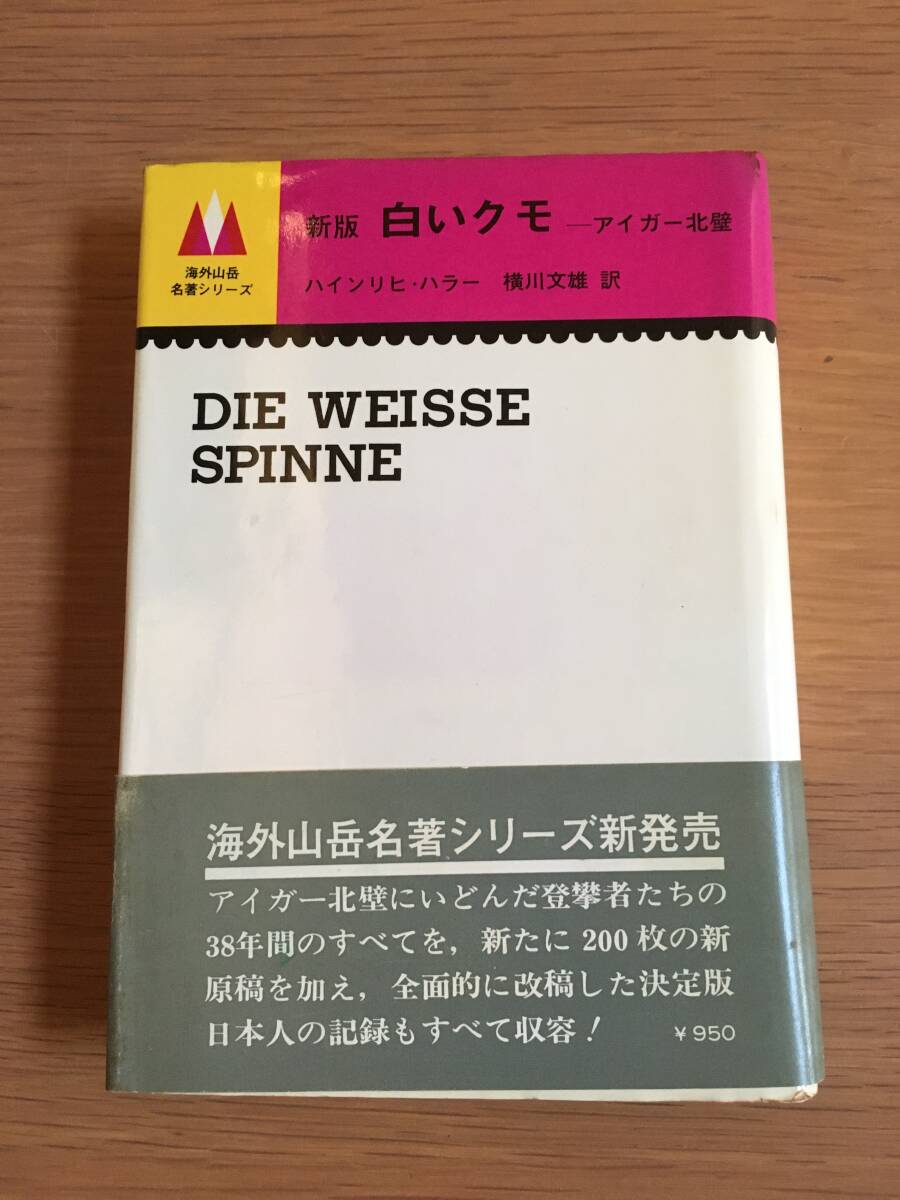 新版 白いクモ ―アイガー北壁
海外山岳
名著シリーズ
ハインリヒ・ハラー 横川文雄 訳
DIE WEISSE
SPINNE
海外山岳名著シリーズ新発売
アイガー北壁にいどんだ登攀者たちの
38年間のすべてを，新たに200枚の新
原稿を加え，全面的に改稿した決定版
日本人の記録もすべて収容！ ￥950